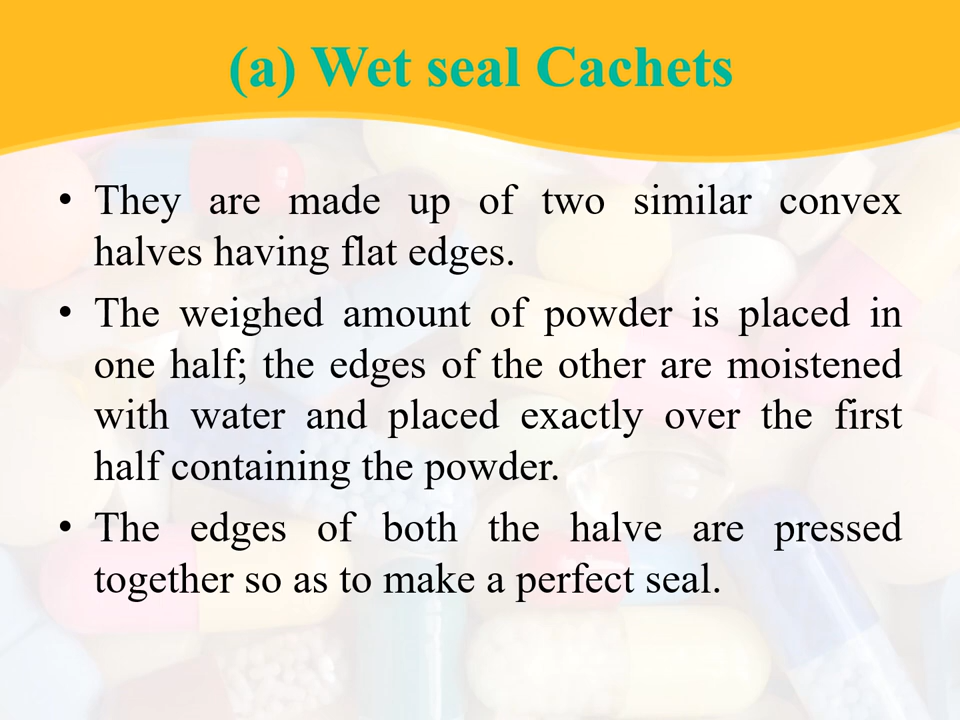 (a) Wet seal Cachets
• They are made up of two similar convex
halves having flat edges.
• The weighed amount of powder is placed in
one half; the edges of the other are moistened
with water and placed exactly over the first
half containing the powder.
• The edges of both the halve are pressed
together so as to make a perfect seal.